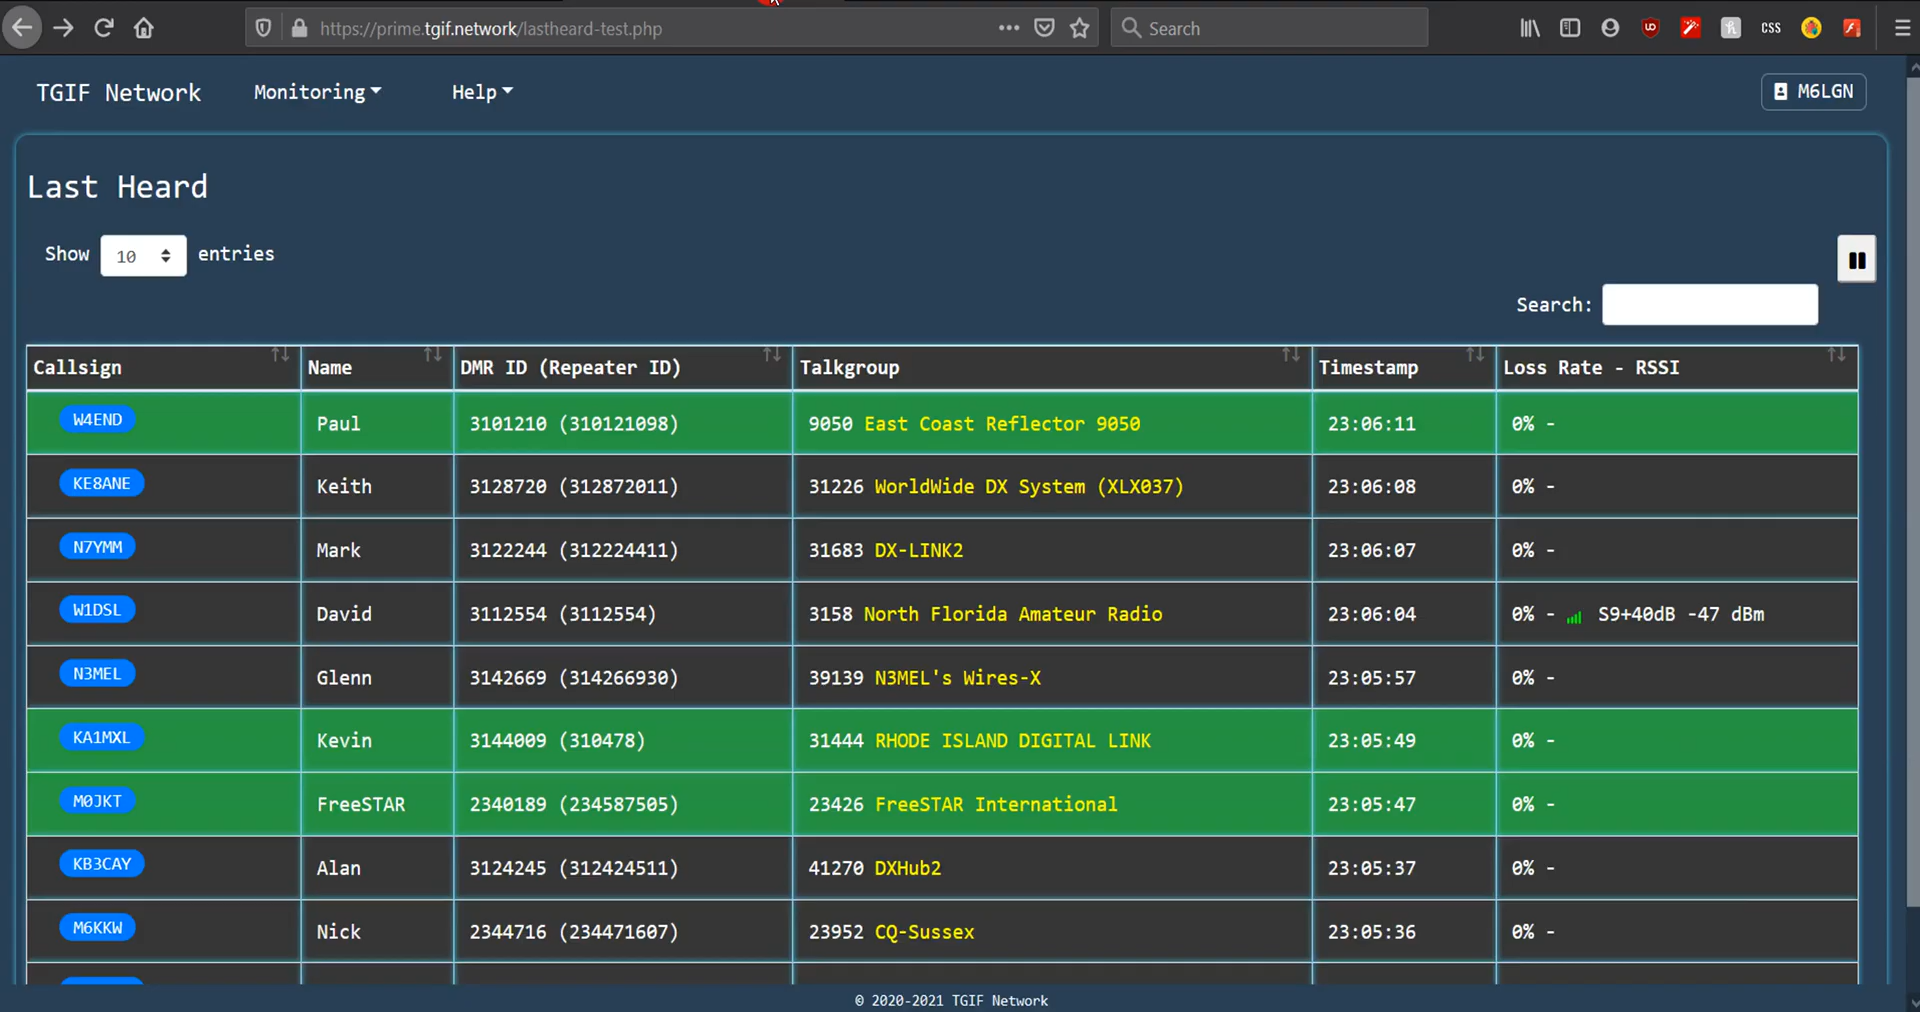 https://prime.tgif.network/lastheard-test.php
Search
CSS
TGIF Network Monitoring Help M6LGN
Last Heard
Show 10 entries
Search:
Callsign Name DMR ID (Repeater ID) Talkgroup Timestamp Loss Rate - RSSI
W4END Paul 3101210 (310121098) 9050 East Coast Reflector 9050 23:06:11 0% -
KE8ANE Keith 3128720 (312872011) 31226 WorldWide DX System (XLX037) 23:06:08 0% -
N7YMM Mark 3122244 (312224411) 31683 DX-LINK2 23:06:07 0% -
W1DSL David 3112554 (3112554) 3158 North Florida Amateur Radio 23:06:04 0% - S9+40dB -47 dBm
N3MEL Glenn 3142669 (314266930) 39139 N3MEL's Wires-X 23:05:57 0% -
KA1MXL Kevin 3144009 (310478) 31444 RHODE ISLAND DIGITAL LINK 23:05:49 0% -
M0JKT FreeSTAR 2340189 (234587505) 23426 FreeSTAR International 23:05:47 0% -
KB3CAY Alan 3124245 (312424511) 41270 DXHub2 23:05:37 0% -
M6KKW Nick 2344716 (234471607) 23952 CQ-Sussex 23:05:36 0% -
© 2020-2021 TGIF Network